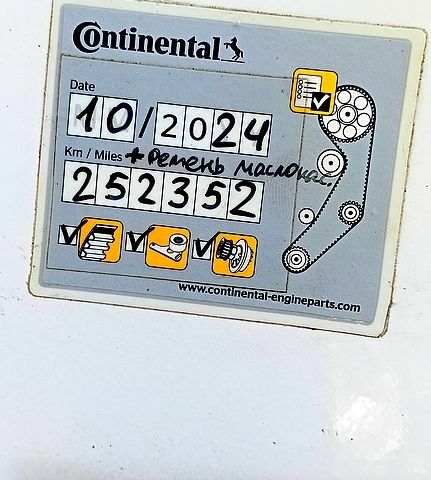 Continental
Date
10/2024
Km / Miles + ремень маслонас.
252352
www.continental-engineparts.com